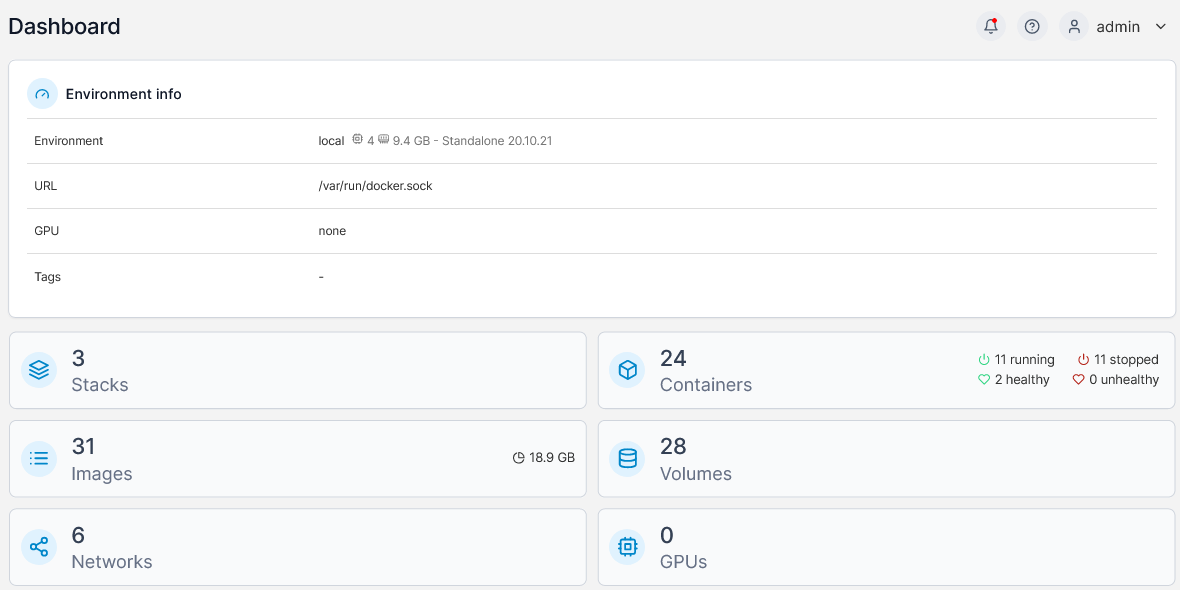 Dashboard
admin
Environment info
Environment
local 4 9.4 GB - Standalone 20.10.21
URL
/var/run/docker.sock
GPU
none
Tags
-
3
Stacks
24
Containers
11 running
11 stopped
2 healthy
0 unhealthy
31
Images
18.9 GB
28
Volumes
6
Networks
0
GPUs